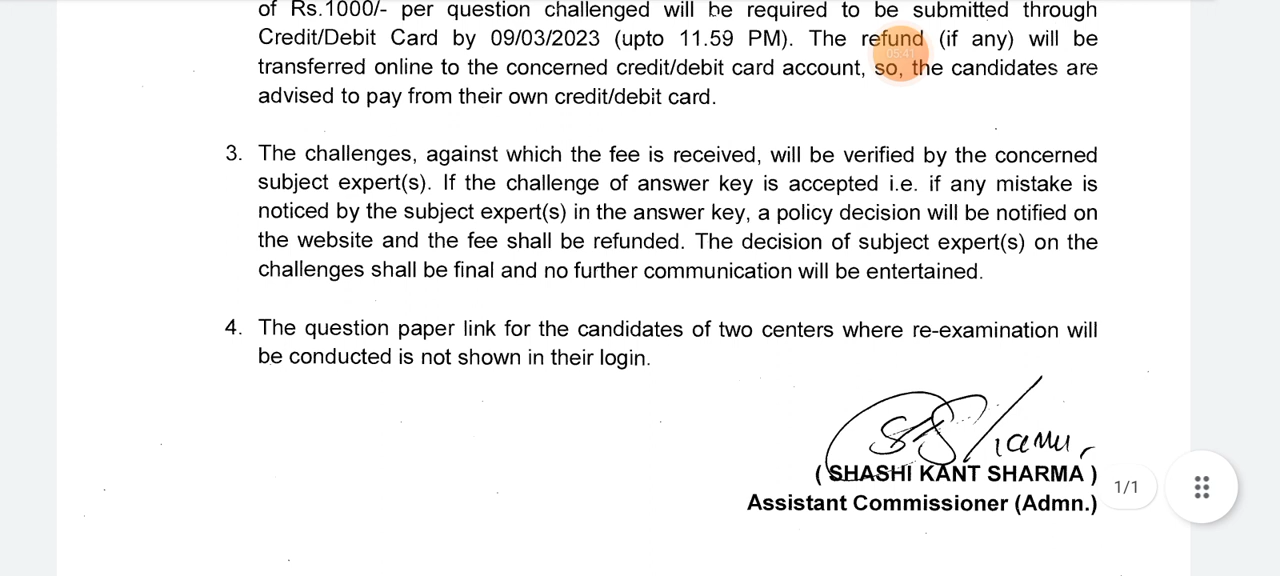 of Rs.1000/- per question challenged will be required to be submitted through
Credit/Debit Card by 09/03/2023 (upto 11.59 PM). The refund (if any) will be
05:41
transferred online to the concerned credit/debit card account, so, the candidates are
advised to pay from their own credit/debit card.
3. The challenges, against which the fee is received, will be verified by the concerned
subject expert(s). If the challenge of answer key is accepted i.e. if any mistake is
noticed by the subject expert(s) in the answer key, a policy decision will be notified on
the website and the fee shall be refunded. The decision of subject expert(s) on the
challenges shall be final and no further communication will be entertained.
4. The question paper link for the candidates of two centers where re-examination will
be conducted is not shown in their login.
( SHASHI KANT SHARMA )
Assistant Commissioner (Admn.)
1/1